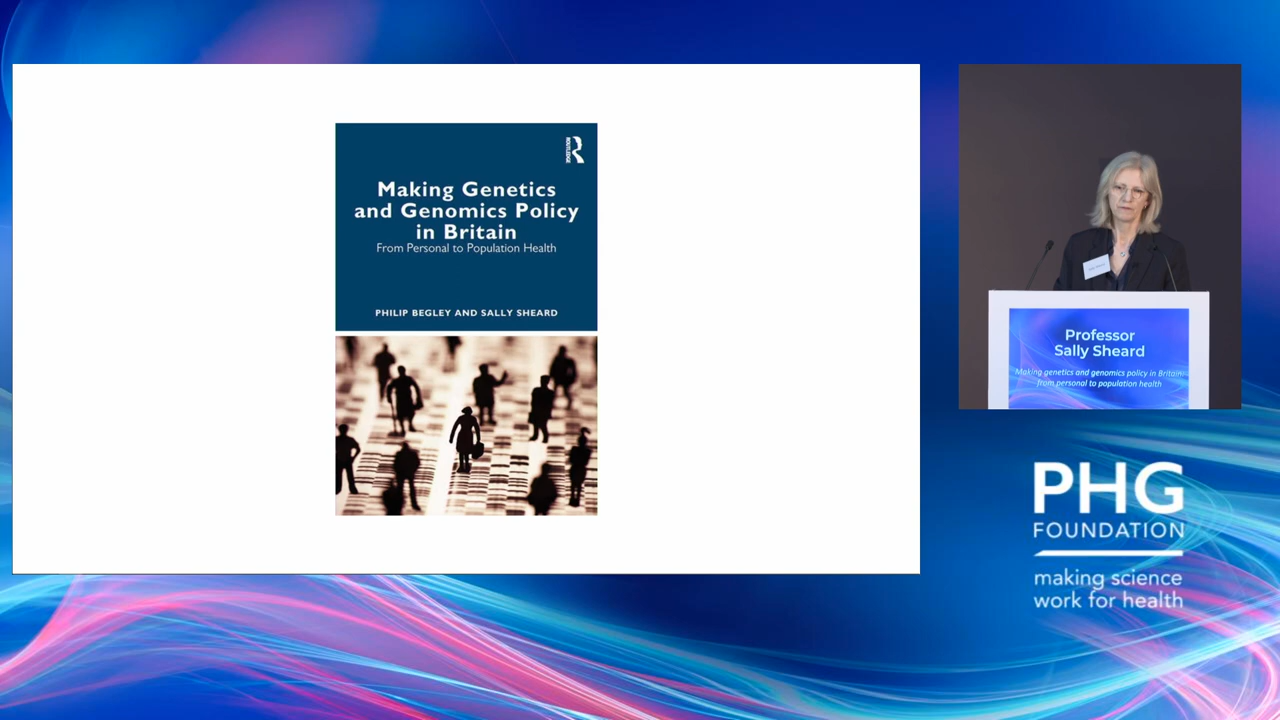 ROUTLEDGE
Making Genetics
and Genomics Policy
in Britain
From Personal to Population Health
PHILIP BEGLEY AND SALLY SHEARD
Professor
Sally Sheard
Making genetics and genomics policy in Britain:
from personal to population health
PHG
FOUNDATION
making science
work for health